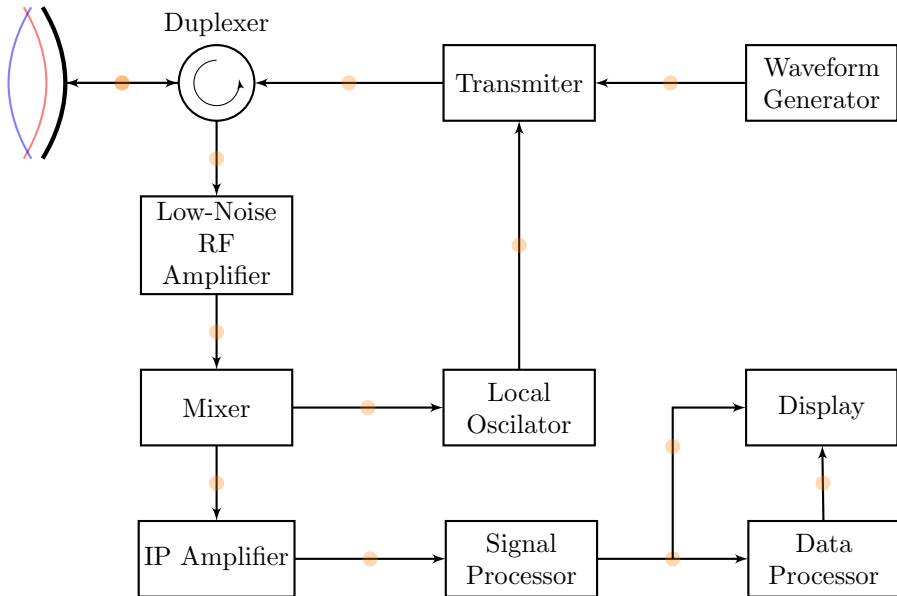 Duplexer
Transmiter
Waveform
Generator
Low-Noise
RF
Amplifier
Mixer
Local
Oscilator
Display
IP Amplifier
Signal
Processor
Data
Processor